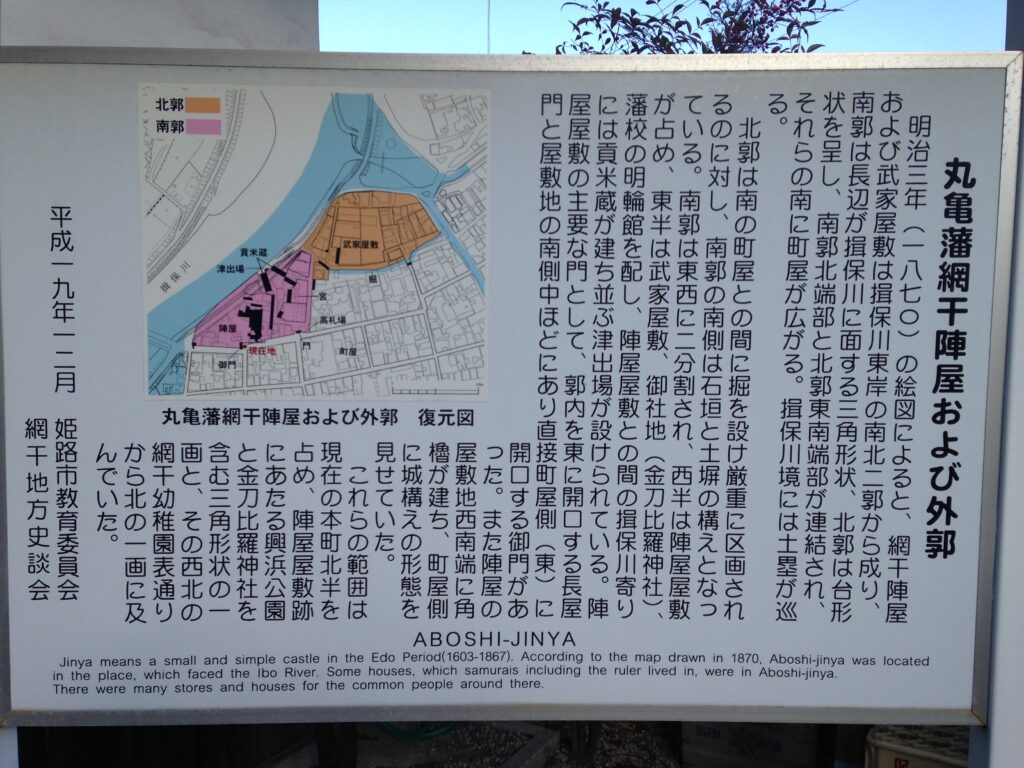 丸亀藩網干陣屋および外郭
明治三年（一八七〇）の絵図によると、網干陣屋
および武家屋敷は揖保川東岸の南北二郭から成り、
南郭は長辺が揖保川に面する三角形状、北郭は台形
状を呈し、南郭北端部と北郭東南端部が連結され、
それらの南に町屋が広がる。揖保川境には土塁が巡
る。
北郭は南の町屋との間に掘を設け厳重に区画され
るのに対し、南郭の南側は石垣と土塀の構えとなっ
ている。南郭は東西に二分割され、西半は陣屋屋敷
が占め、東半は武家屋敷、御社地（金刀比羅神社）、
藩校の明輪館を配し、陣屋屋敷との間の揖保川寄り
には貢米蔵が建ち並ぶ津出場が設けられている。陣
屋屋敷の主要な門として、郭内を東に開口する長屋
門と屋敷地の南側中ほどにあり直接町屋側（東）に
開口する御門があ
った。また陣屋の
屋敷地西南端に角
櫓が建ち、町屋側
に城構えの形態を
見せていた。
これらの範囲は
現在の本町北半を
占め、陣屋屋敷跡
にあたる興浜公園
と金刀比羅神社を
含む三角形状の一
画と、その西北の
網干幼稚園表通り
から北の一画に及
んでいた。
平成一九年一二月
姫路市教育委員会
網干地方史談会
北郭
南郭
武家屋敷
貢米蔵
津出場
揖保川
堀
一宮
高札場
陣屋
門
町屋
現在地
御門
丸亀藩網干陣屋および外郭 復元図
ABOSHI-JINYA
Jinya means a small and simple castle in the Edo Period(1603-1867). According to the map drawn in 1870, Aboshi-jinya was located
in the place, which faced the Ibo River. Some houses, which samurais including the ruler lived in, were in Aboshi-jinya.
There were many stores and houses for the common people around there.